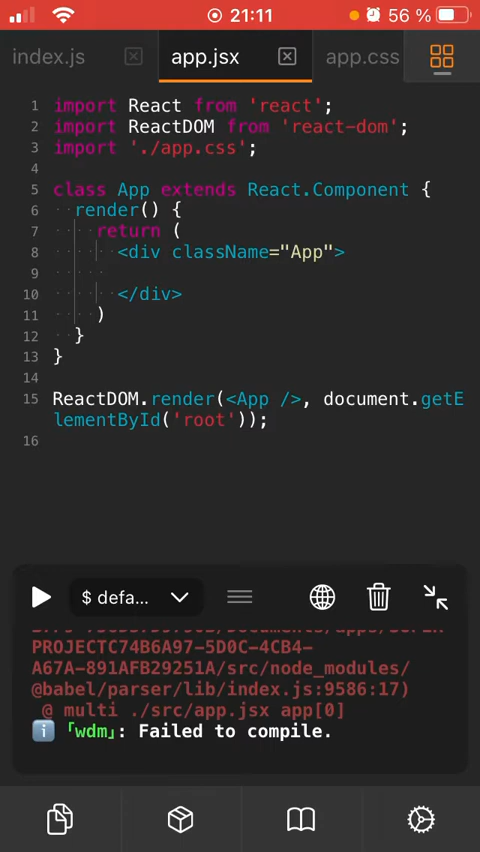 21:11 56 %
index.js app.jsx app.css
1 import React from 'react';
2 import ReactDOM from 'react-dom';
3 import './app.css';
4
5 class App extends React.Component {
6 render() {
7 return (
8 <div className="App">
9
10 </div>
11 )
12 }
13 }
14
15 ReactDOM.render(<App />, document.getE
lementById('root'));
16
$ defa...
PROJECTC74B6A97-5D0C-4CB4-
A67A-891AFB29251A/src/node_modules/
@babel/parser/lib/index.js:9586:17)
@ multi ./src/app.jsx app[0]
i 「wdm」: Failed to compile.